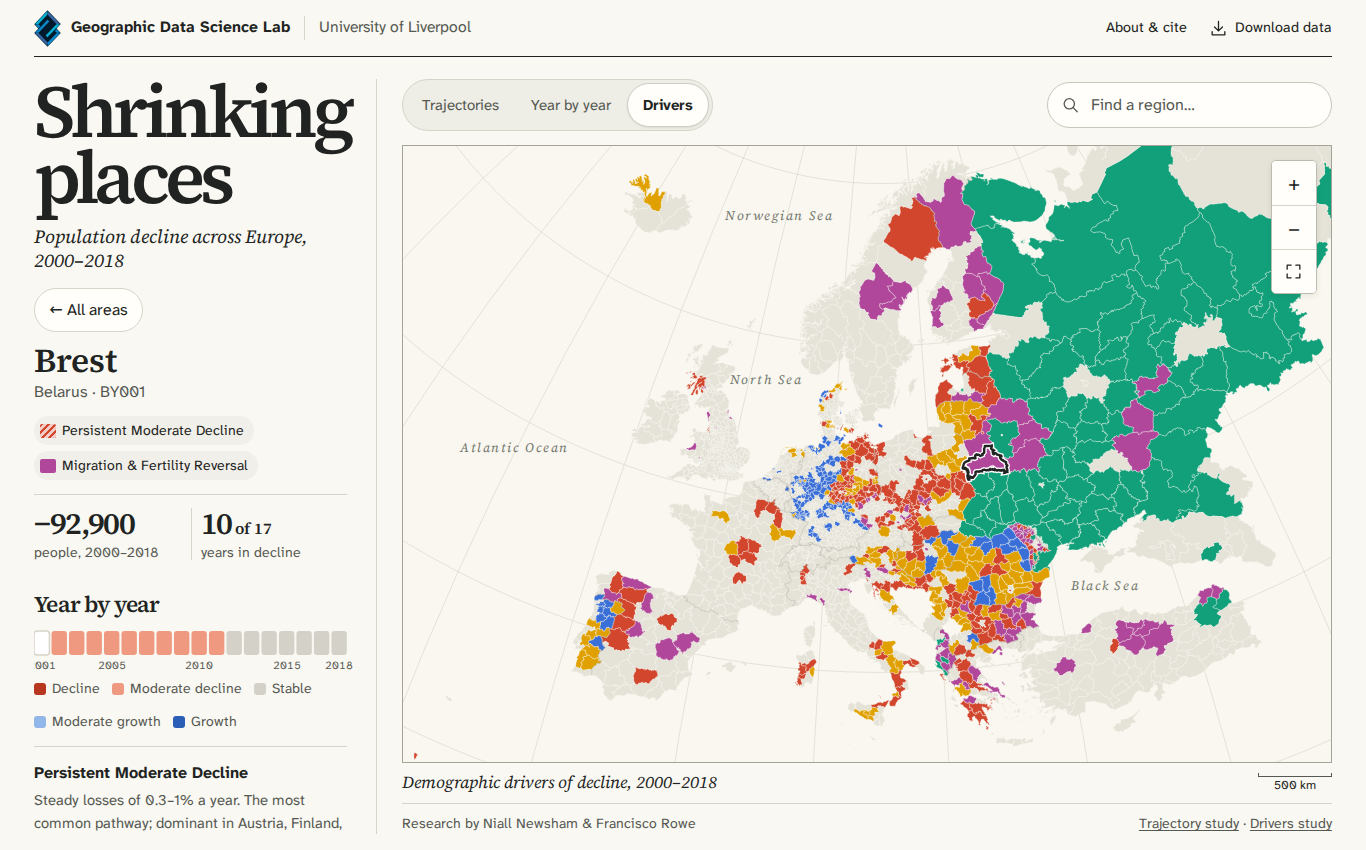 Geographic Data Science Lab
University of Liverpool
About & cite
Download data
Shrinking
places
Population decline across Europe,
2000–2018
← All areas
Brest
Belarus · BY001
Persistent Moderate Decline
Migration & Fertility Reversal
−92,900
people, 2000–2018
10 of 17
years in decline
Year by year
001 2005 2010 2015 2018
Decline Moderate decline Stable
Moderate growth Growth
Persistent Moderate Decline
Steady losses of 0.3–1% a year. The most
common pathway; dominant in Austria, Finland,
Trajectories
Year by year
Drivers
Find a region…
+
−
Norwegian Sea
North Sea
Atlantic Ocean
Black Sea
Demographic drivers of decline, 2000–2018
500 km
Research by Niall Newsham & Francisco Rowe
Trajectory study · Drivers study